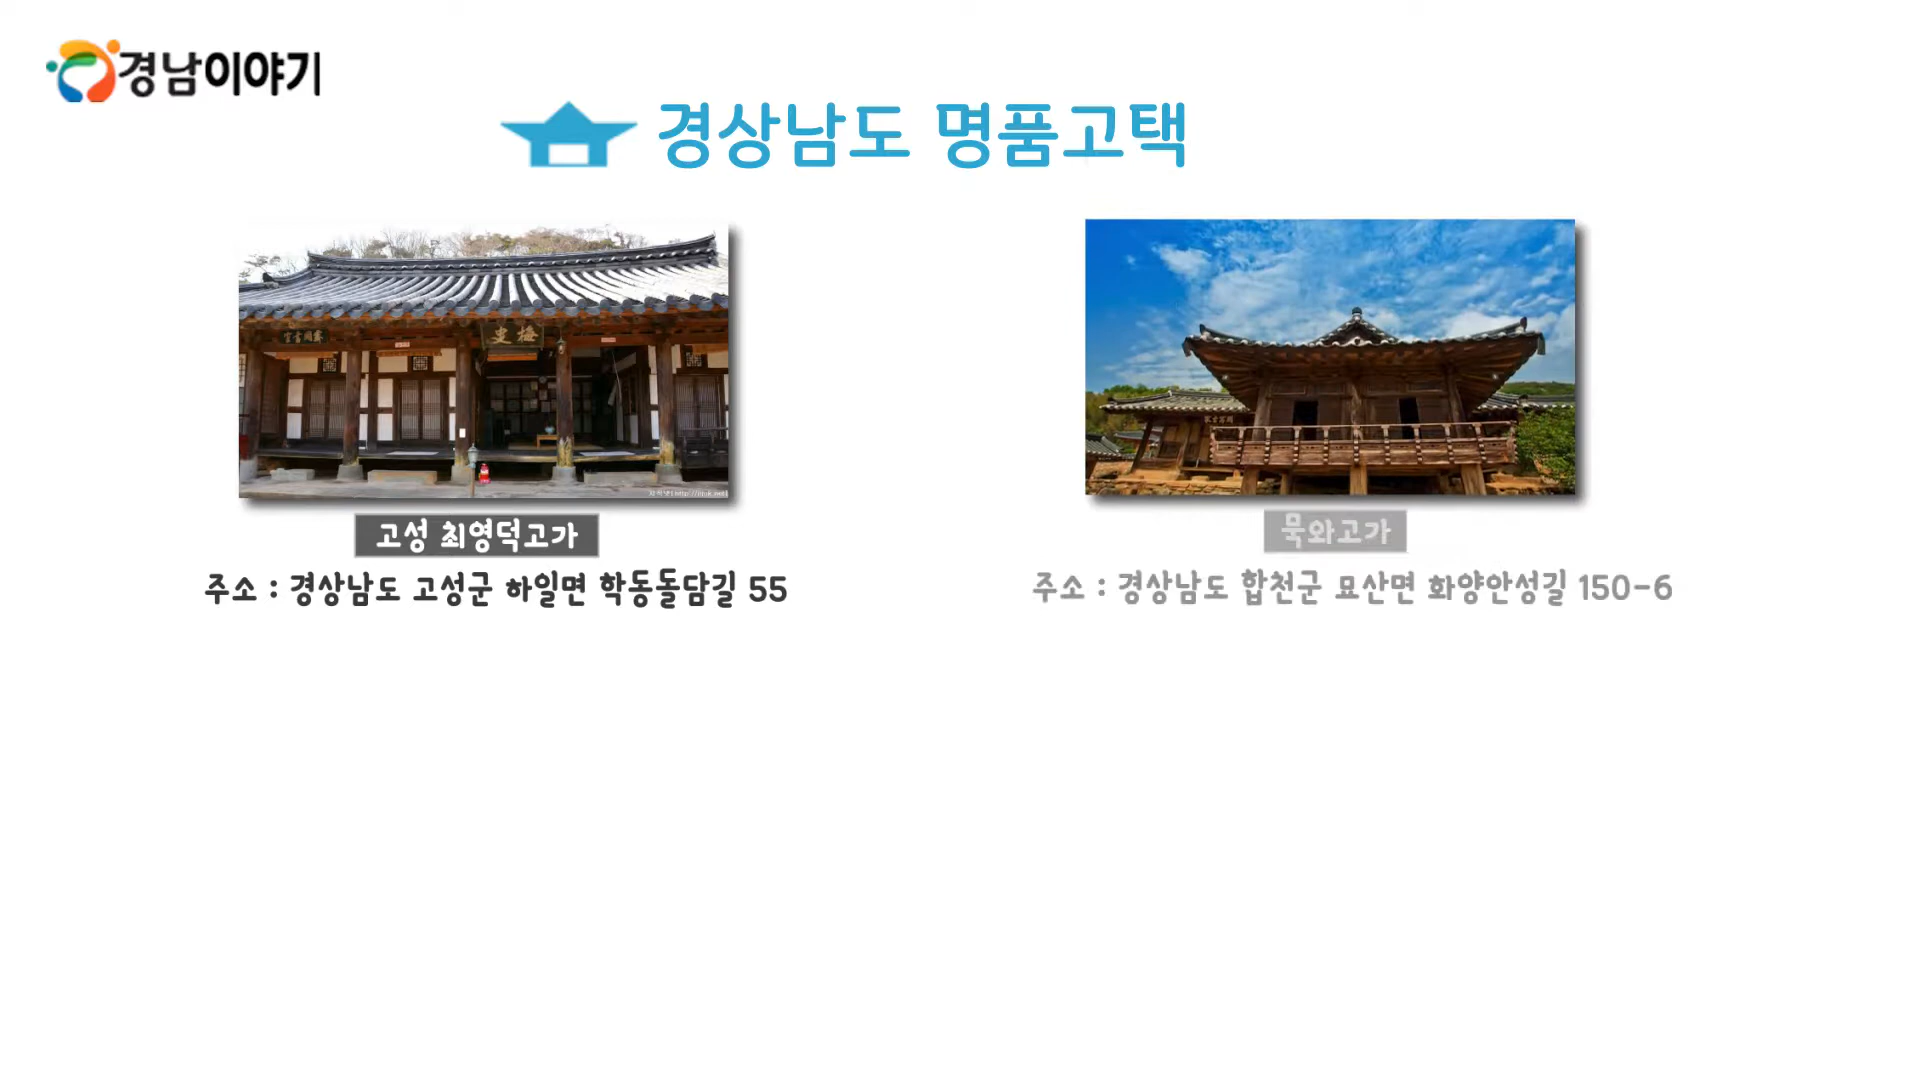 경남이야기
경상남도 명품고택
梅史
고성 최영덕고가
주소 : 경상남도 고성군 하일면 학동돌담길 55
묵와고가
주소 : 경상남도 합천군 묘산면 화양안성길 150-6